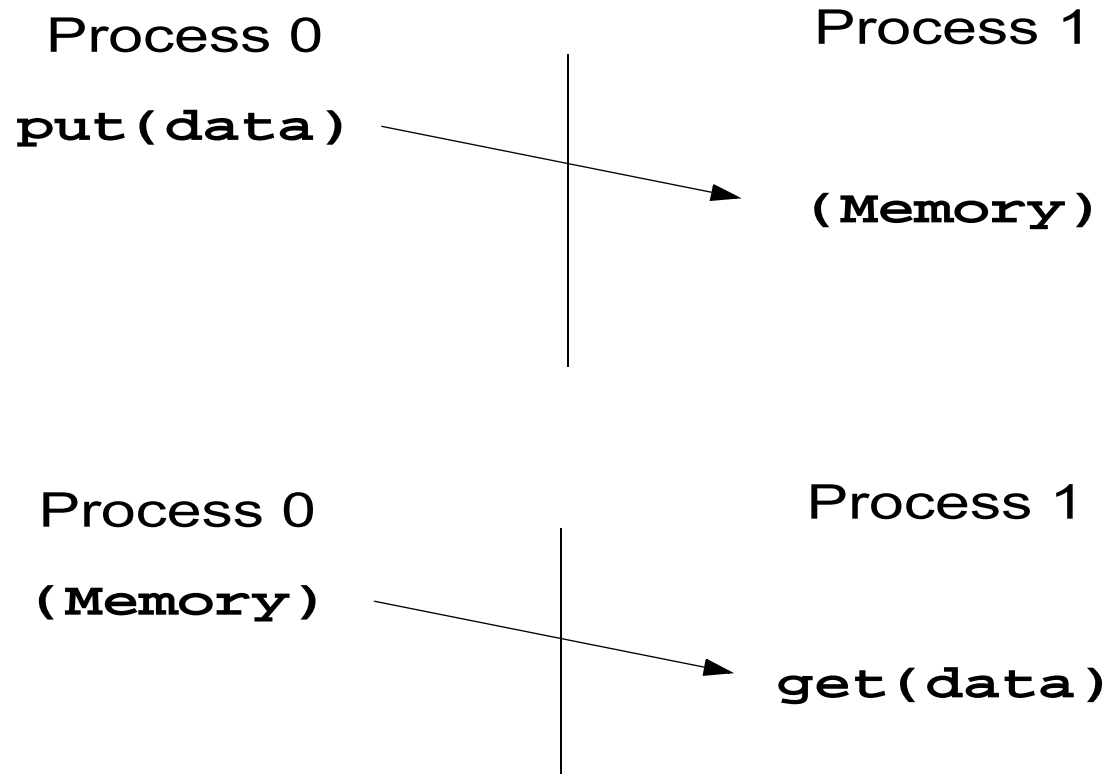 Process 0
Process 1
put(data)
(Memory)
Process 0
Process 1
(Memory)
get(data)